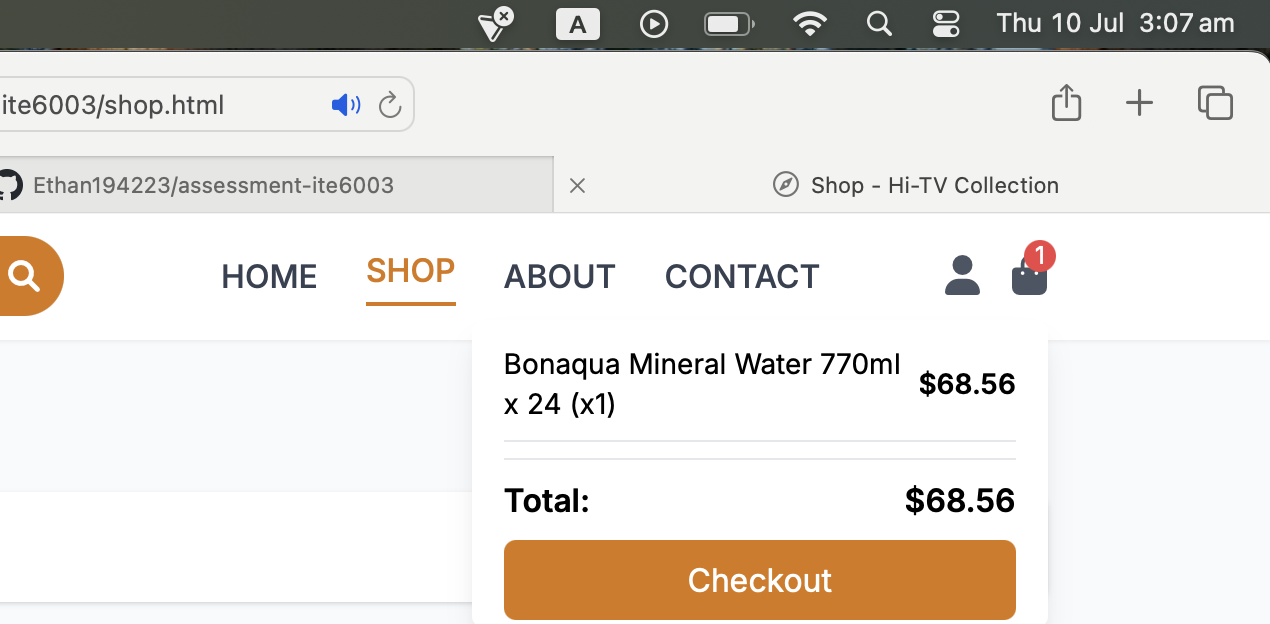 A
Thu 10 Jul 3:07 am
ite6003/shop.html
Ethan194223/assessment-ite6003
Shop - Hi-TV Collection
HOME SHOP ABOUT CONTACT
1
Bonaqua Mineral Water 770ml
x 24 (x1)
$68.56
Total: $68.56
Checkout